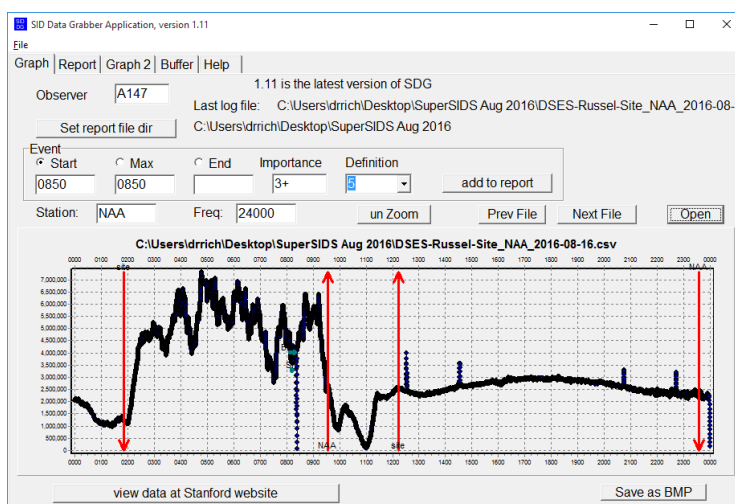 SID Data Grabber Application, version 1.11
File
Graph Report Graph 2 Buffer Help
Observer A147 1.11 is the latest version of SDG
Last log file: C:\Users\drrich\Desktop\SuperSIDS Aug 2016\DSES-Russel-Site_NAA_2016-08-
Set report file dir C:\Users\drrich\Desktop\SuperSIDS Aug 2016
Event
Start Max End Importance Definition
0850 0850 3+ 5 add to report
Station: NAA Freq: 24000 un Zoom Prev File Next File Open
C:\Users\drrich\Desktop\SuperSIDS Aug 2016\DSES-Russel-Site_NAA_2016-08-16.csv
0000 0100 0200 0300 0400 0500 0600 0700 0800 0900 1000 1100 1200 1300 1400 1500 1600 1700 1800 1900 2000 2100 2200 2300 0000
site NAA
7,000,000
6,500,000
6,000,000
5,500,000
5,000,000
4,500,000
4,000,000
3,500,000
3,000,000
2,500,000
2,000,000
1,500,000
1,000,000
500,000
0
NAA site
0000 0100 0200 0300 0400 0500 0600 0700 0800 0900 1000 1100 1200 1300 1400 1500 1600 1700 1800 1900 2000 2100 2200 2300 0000
view data at Stanford website Save as BMP